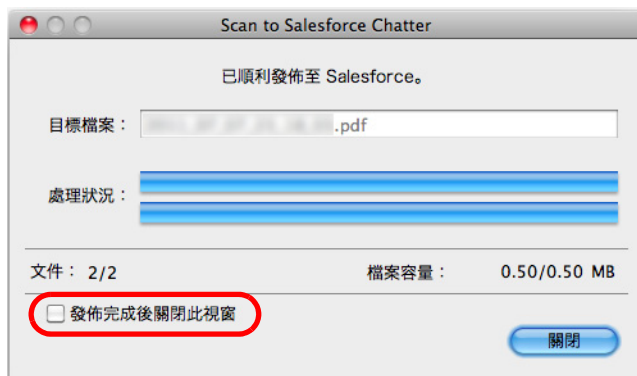 Scan to Salesforce Chatter
已順利發佈至 Salesforce。
目標檔案： .pdf
處理狀況：
文件： 2/2 檔案容量： 0.50/0.50 MB
發佈完成後關閉此視窗
關閉